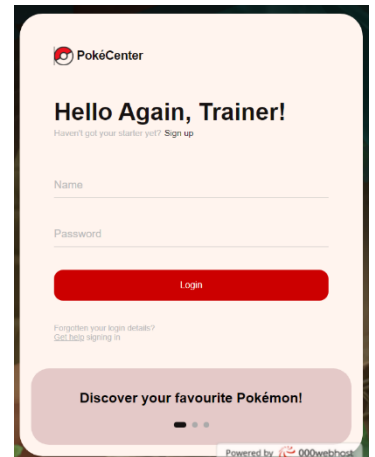 PokéCenter
Hello Again, Trainer!
Haven't got your starter yet? Sign up
Name
Password
Login
Forgotten your login details?
Get help signing in
Discover your favourite Pokémon!
Powered by 000webhost